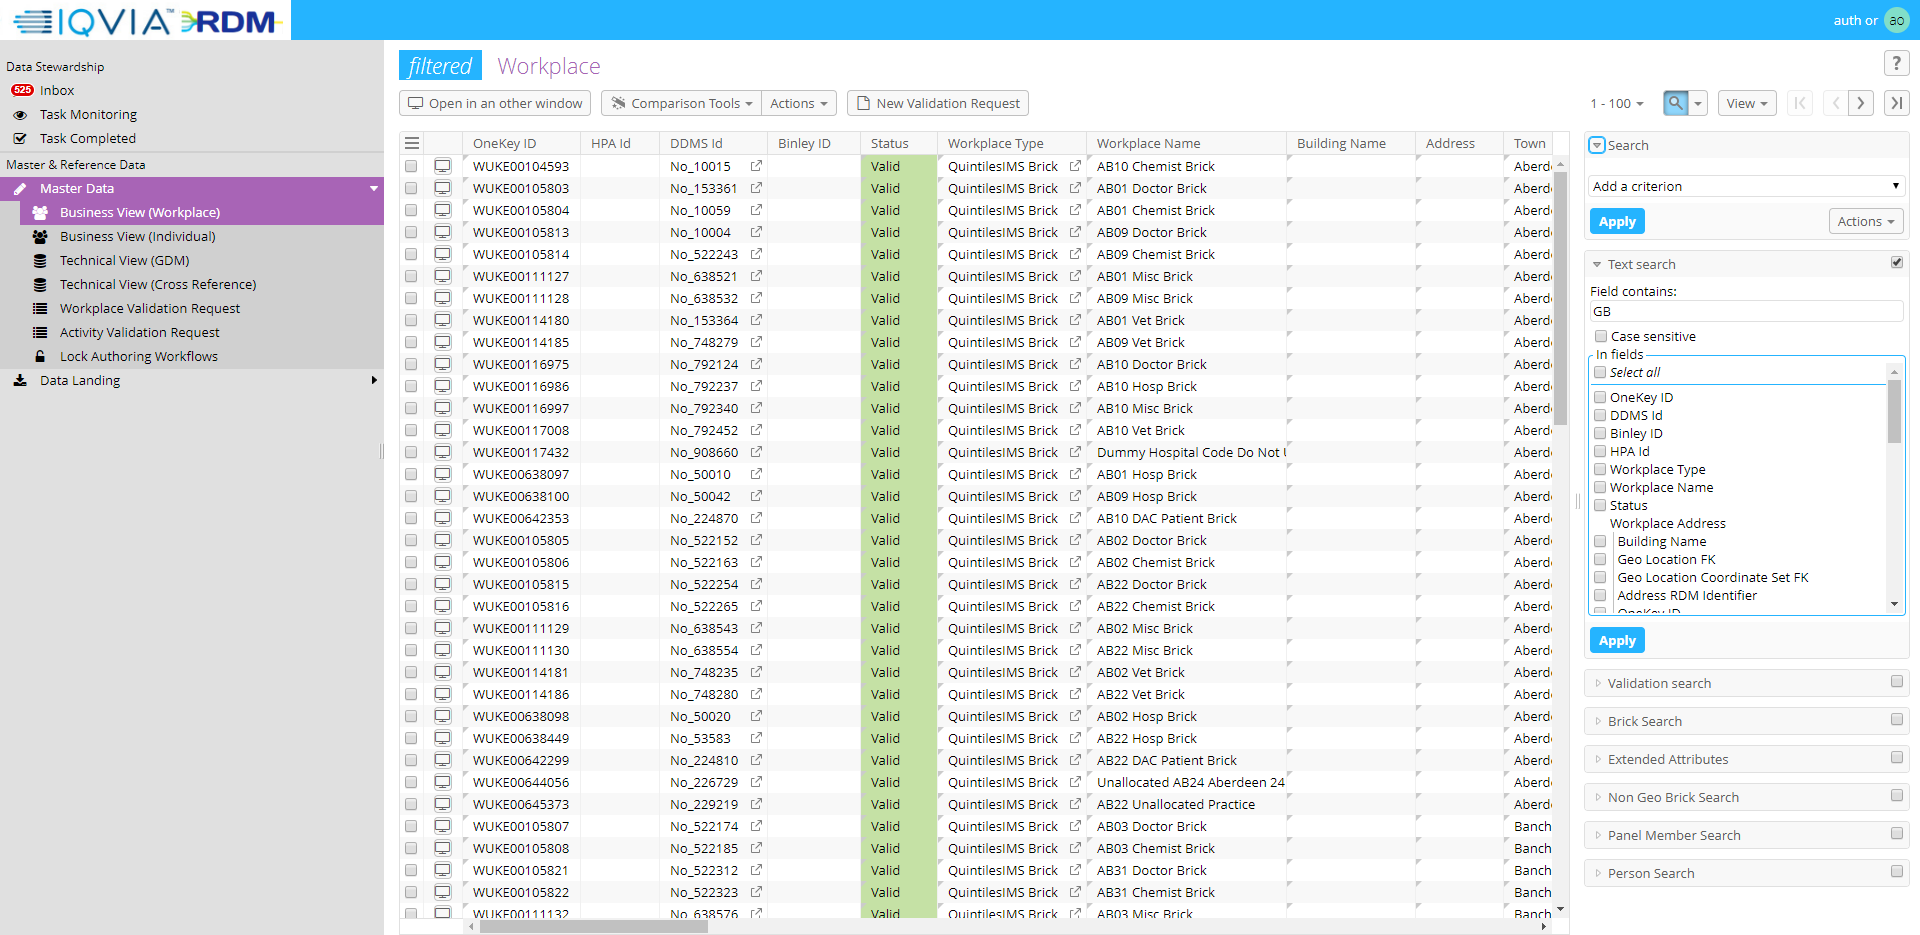 IQVIA™ RDM
auth or ao
Data Stewardship
525 Inbox
Task Monitoring
Task Completed
Master & Reference Data
Master Data
Business View (Workplace)
Business View (Individual)
Technical View (GDM)
Technical View (Cross Reference)
Workplace Validation Request
Activity Validation Request
Lock Authoring Workflows
Data Landing
filtered Workplace ?
Open in an other window Comparison Tools Actions New Validation Request 1 - 100 View
OneKey ID HPA Id DDMS Id Binley ID Status Workplace Type Workplace Name Building Name Address Town
WUKE00104593 No_10015 Valid QuintilesIMS Brick AB10 Chemist Brick Aberd
WUKE00105803 No_153361 Valid QuintilesIMS Brick AB01 Doctor Brick Aberd
WUKE00105804 No_10059 Valid QuintilesIMS Brick AB01 Chemist Brick Aberd
WUKE00105813 No_10004 Valid QuintilesIMS Brick AB09 Doctor Brick Aberd
WUKE00105814 No_522243 Valid QuintilesIMS Brick AB09 Chemist Brick Aberd
WUKE00111127 No_638521 Valid QuintilesIMS Brick AB01 Misc Brick Aberd
WUKE00111128 No_638532 Valid QuintilesIMS Brick AB09 Misc Brick Aberd
WUKE00114180 No_153364 Valid QuintilesIMS Brick AB01 Vet Brick Aberd
WUKE00114185 No_748279 Valid QuintilesIMS Brick AB09 Vet Brick Aberd
WUKE00116975 No_792124 Valid QuintilesIMS Brick AB10 Doctor Brick Aberd
WUKE00116986 No_792237 Valid QuintilesIMS Brick AB10 Hosp Brick Aberd
WUKE00116997 No_792340 Valid QuintilesIMS Brick AB10 Misc Brick Aberd
WUKE00117008 No_792452 Valid QuintilesIMS Brick AB10 Vet Brick Aberd
WUKE00117432 No_908660 Valid QuintilesIMS Brick Dummy Hospital Code Do Not Aberd
WUKE00638097 No_50010 Valid QuintilesIMS Brick AB01 Hosp Brick Aberd
WUKE00638100 No_50042 Valid QuintilesIMS Brick AB09 Hosp Brick Aberd
WUKE00642353 No_224870 Valid QuintilesIMS Brick AB10 DAC Patient Brick Aberd
WUKE00105805 No_522152 Valid QuintilesIMS Brick AB02 Doctor Brick Aberd
WUKE00105806 No_522163 Valid QuintilesIMS Brick AB02 Chemist Brick Aberd
WUKE00105815 No_522254 Valid QuintilesIMS Brick AB22 Doctor Brick Aberd
WUKE00105816 No_522265 Valid QuintilesIMS Brick AB22 Chemist Brick Aberd
WUKE00111129 No_638543 Valid QuintilesIMS Brick AB02 Misc Brick Aberd
WUKE00111130 No_638554 Valid QuintilesIMS Brick AB22 Misc Brick Aberd
WUKE00114181 No_748235 Valid QuintilesIMS Brick AB02 Vet Brick Aberd
WUKE00114186 No_748280 Valid QuintilesIMS Brick AB22 Vet Brick Aberd
WUKE00638098 No_50020 Valid QuintilesIMS Brick AB02 Hosp Brick Aberd
WUKE00638449 No_53583 Valid QuintilesIMS Brick AB22 Hosp Brick Aberd
WUKE00642299 No_224810 Valid QuintilesIMS Brick AB22 DAC Patient Brick Aberd
WUKE00644056 No_226729 Valid QuintilesIMS Brick Unallocated AB24 Aberdeen 24 Aberd
WUKE00645373 No_229219 Valid QuintilesIMS Brick AB22 Unallocated Practice Aberd
WUKE00105807 No_522174 Valid QuintilesIMS Brick AB03 Doctor Brick Banch
WUKE00105808 No_522185 Valid QuintilesIMS Brick AB03 Chemist Brick Banch
WUKE00105821 No_522312 Valid QuintilesIMS Brick AB31 Doctor Brick Banch
WUKE00105822 No_522323 Valid QuintilesIMS Brick AB31 Chemist Brick Banch
WUKE00111132 No_638576 Valid QuintilesIMS Brick AB03 Misc Brick Banch
Search
Add a criterion
Apply Actions
Text search
Field contains:
GB
Case sensitive
In fields
Select all
OneKey ID
DDMS Id
Binley ID
HPA Id
Workplace Type
Workplace Name
Status
Workplace Address
Building Name
Geo Location FK
Geo Location Coordinate Set FK
Address RDM Identifier
OneKey ID
Apply
Validation search
Brick Search
Extended Attributes
Non Geo Brick Search
Panel Member Search
Person Search